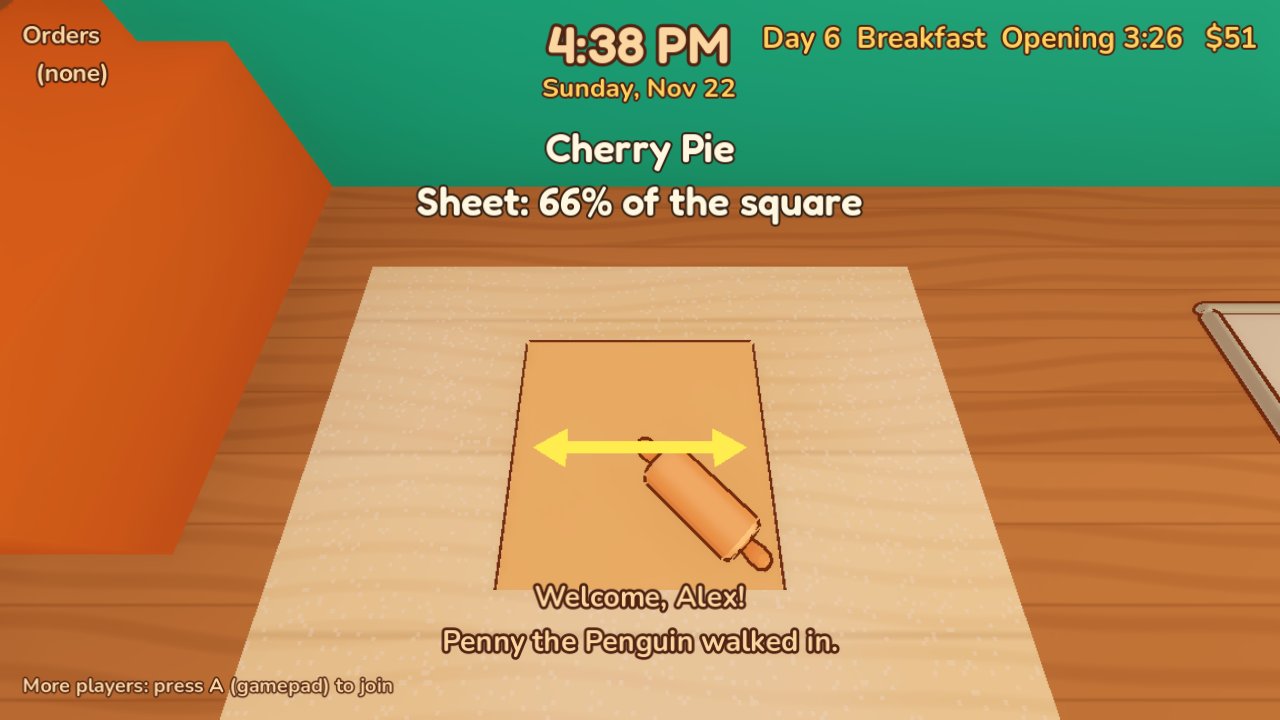 Orders
(none)
4:38 PM
Sunday, Nov 22
Day 6 Breakfast Opening 3:26 $51
Cherry Pie
Sheet: 66% of the square
Welcome, Alex!
Penny the Penguin walked in.
More players: press A (gamepad) to join